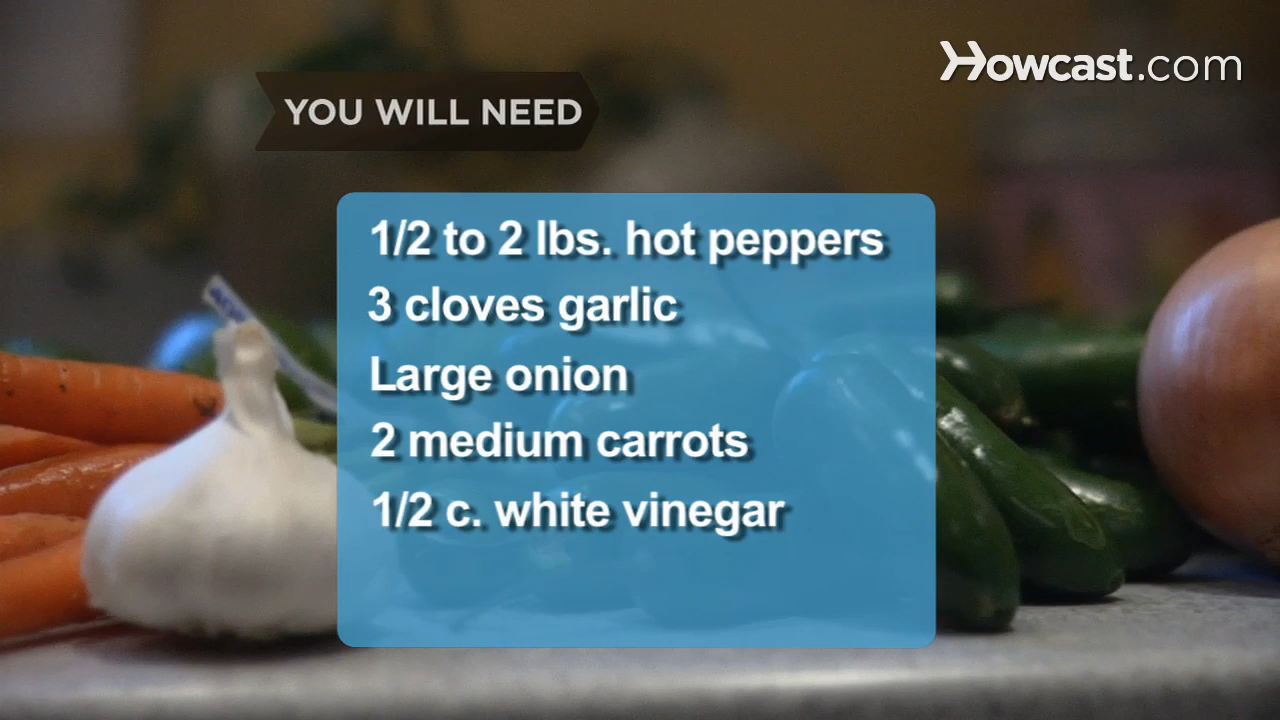 Howcast.com
YOU WILL NEED
1/2 to 2 lbs. hot peppers
3 cloves garlic
Large onion
2 medium carrots
1/2 c. white vinegar